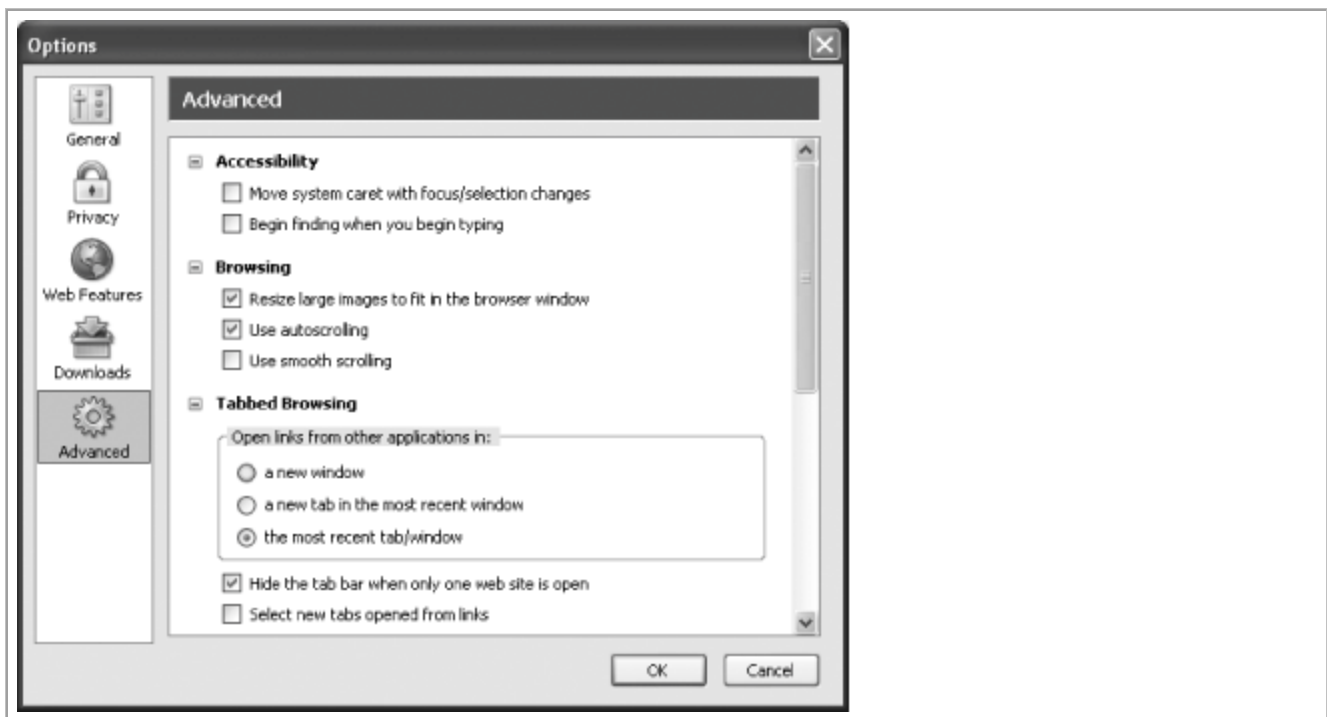 Options
General
Privacy
Web Features
Downloads
Advanced
Advanced
Accessibility
Move system caret with focus/selection changes
Begin finding when you begin typing
Browsing
Resize large images to fit in the browser window
Use autoscrolling
Use smooth scrolling
Tabbed Browsing
Open links from other applications in:
a new window
a new tab in the most recent window
the most recent tab/window
Hide the tab bar when only one web site is open
Select new tabs opened from links
OK
Cancel